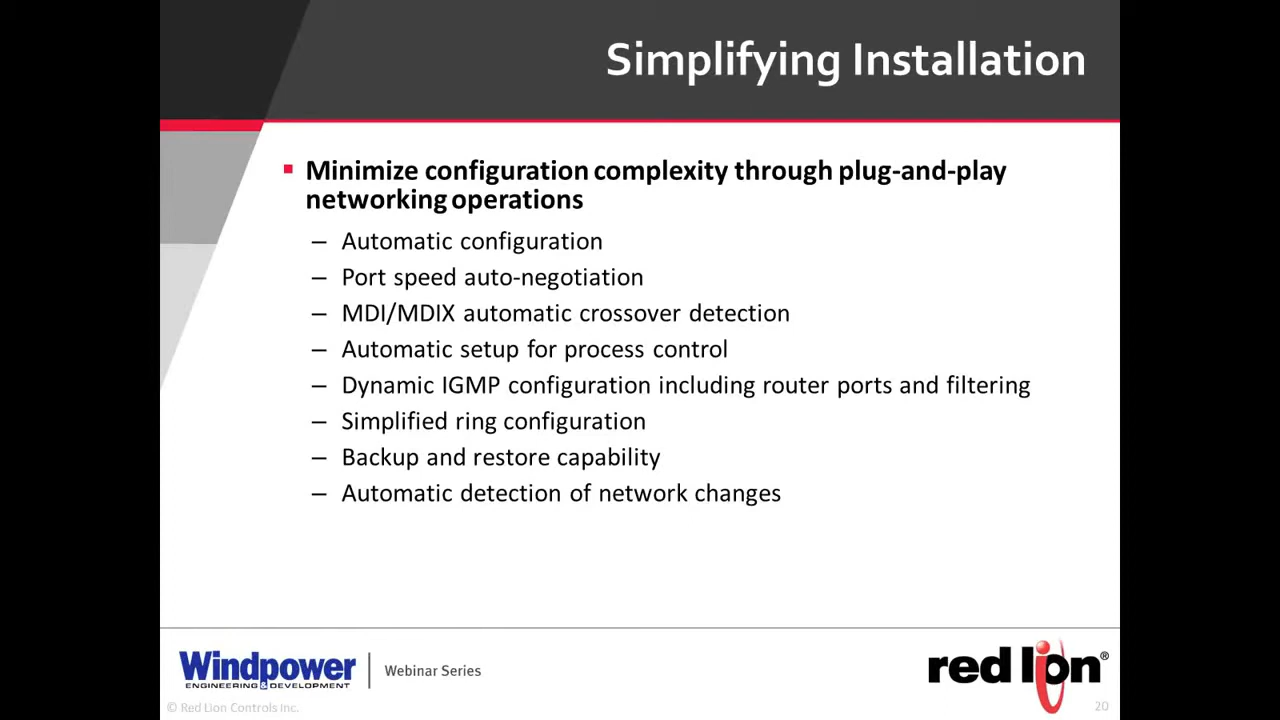 Simplifying Installation
▪ Minimize configuration complexity through plug-and-play
networking operations
– Automatic configuration
– Port speed auto-negotiation
– MDI/MDIX automatic crossover detection
– Automatic setup for process control
– Dynamic IGMP configuration including router ports and filtering
– Simplified ring configuration
– Backup and restore capability
– Automatic detection of network changes
Windpower
ENGINEERING & DEVELOPMENT
Webinar Series
red lion®
© Red Lion Controls Inc.
20